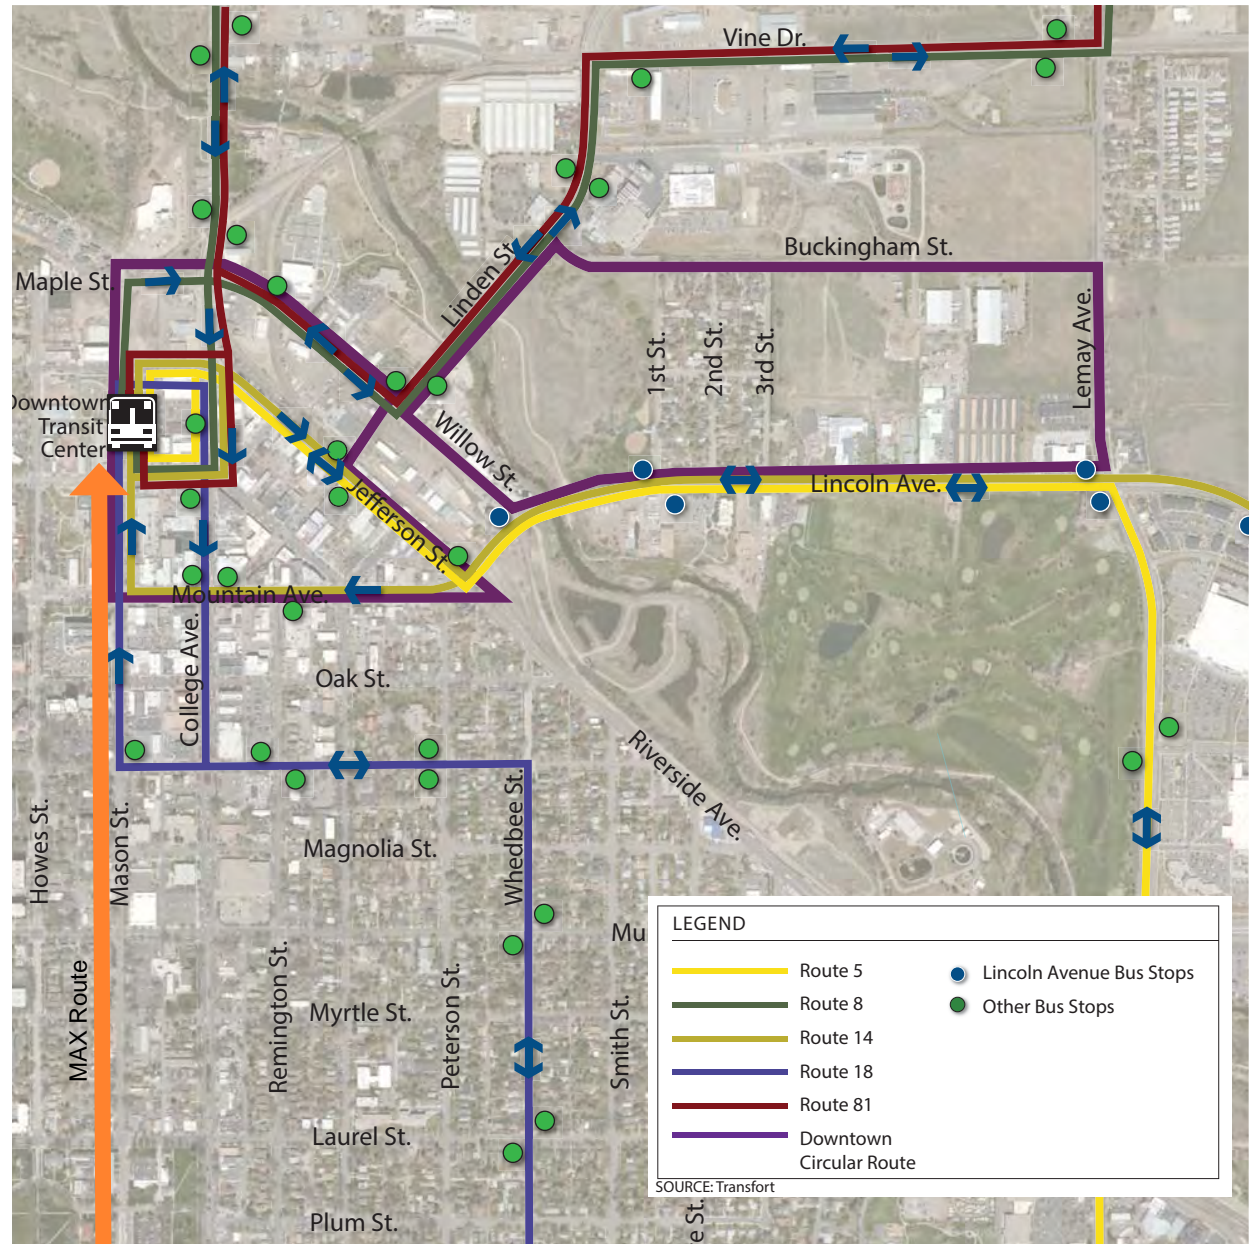 Vine Dr.
Buckingham St.
Maple St.
Linden St.
1st St.
2nd St.
3rd St.
Lemay Ave.
Downtown
Transit
Center
Willow St.
Lincoln Ave.
Jefferson St.
Mountain Ave.
College Ave.
Oak St.
Riverside Ave.
Howes St.
Mason St.
Magnolia St.
Whedbee St.
Mu
MAX Route
Remington St.
Myrtle St.
Peterson St.
Smith St.
Laurel St.
Plum St.
e St.
LEGEND
Route 5
Route 8
Route 14
Route 18
Route 81
Downtown
Circular Route
Lincoln Avenue Bus Stops
Other Bus Stops
SOURCE: Transfort